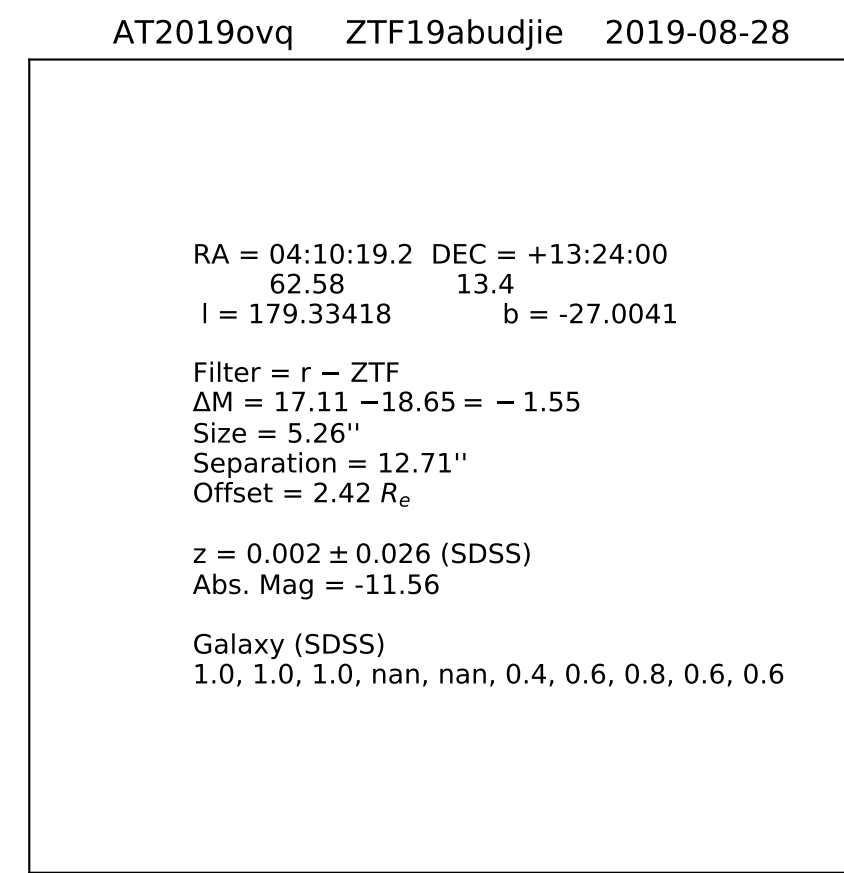 AT2019ovq ZTF19abudjie 2019-08-28
RA = 04:10:19.2 DEC = +13:24:00
62.58 13.4
l = 179.33418 b = -27.0041
Filter = r − ZTF
ΔM = 17.11 −18.65 = − 1.55
Size = 5.26''
Separation = 12.71''
Offset = 2.42 Rₑ
z = 0.002 ± 0.026 (SDSS)
Abs. Mag = -11.56
Galaxy (SDSS)
1.0, 1.0, 1.0, nan, nan, 0.4, 0.6, 0.8, 0.6, 0.6